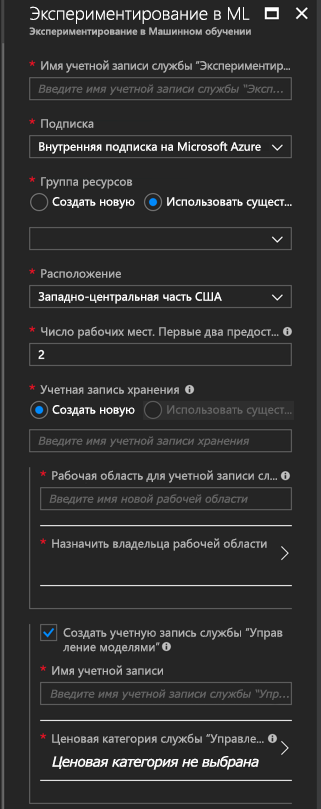 Экспериментирование в ML
Экспериментирование в Машинном обучении
* Имя учетной записи службы "Экспериментир...
Введите имя учетной записи службы "Эксп...
* Подписка
Внутренняя подписка на Microsoft Azure
* Группа ресурсов
Создать новую Использовать сущест...
* Расположение
Западно-центральная часть США
* Число рабочих мест. Первые два предост...
2
* Учетная запись хранения
Создать новую Использовать сущест...
Введите имя учетной записи хранения
* Рабочая область для учетной записи сл...
Введите имя новой рабочей области
* Назначить владельца рабочей области
Создать учетную запись службы "Управ
ление моделями"
* Имя учетной записи
Введите имя учетной записи службы "Упр...
* Ценовая категория службы "Управле...
Ценовая категория не выбрана